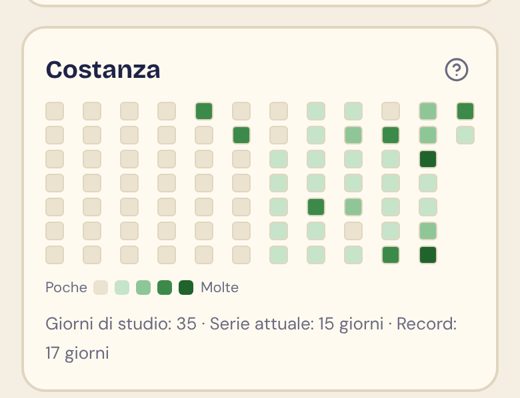 Costanza
?
Poche
Molte
Giorni di studio: 35 · Serie attuale: 15 giorni · Record:
17 giorni